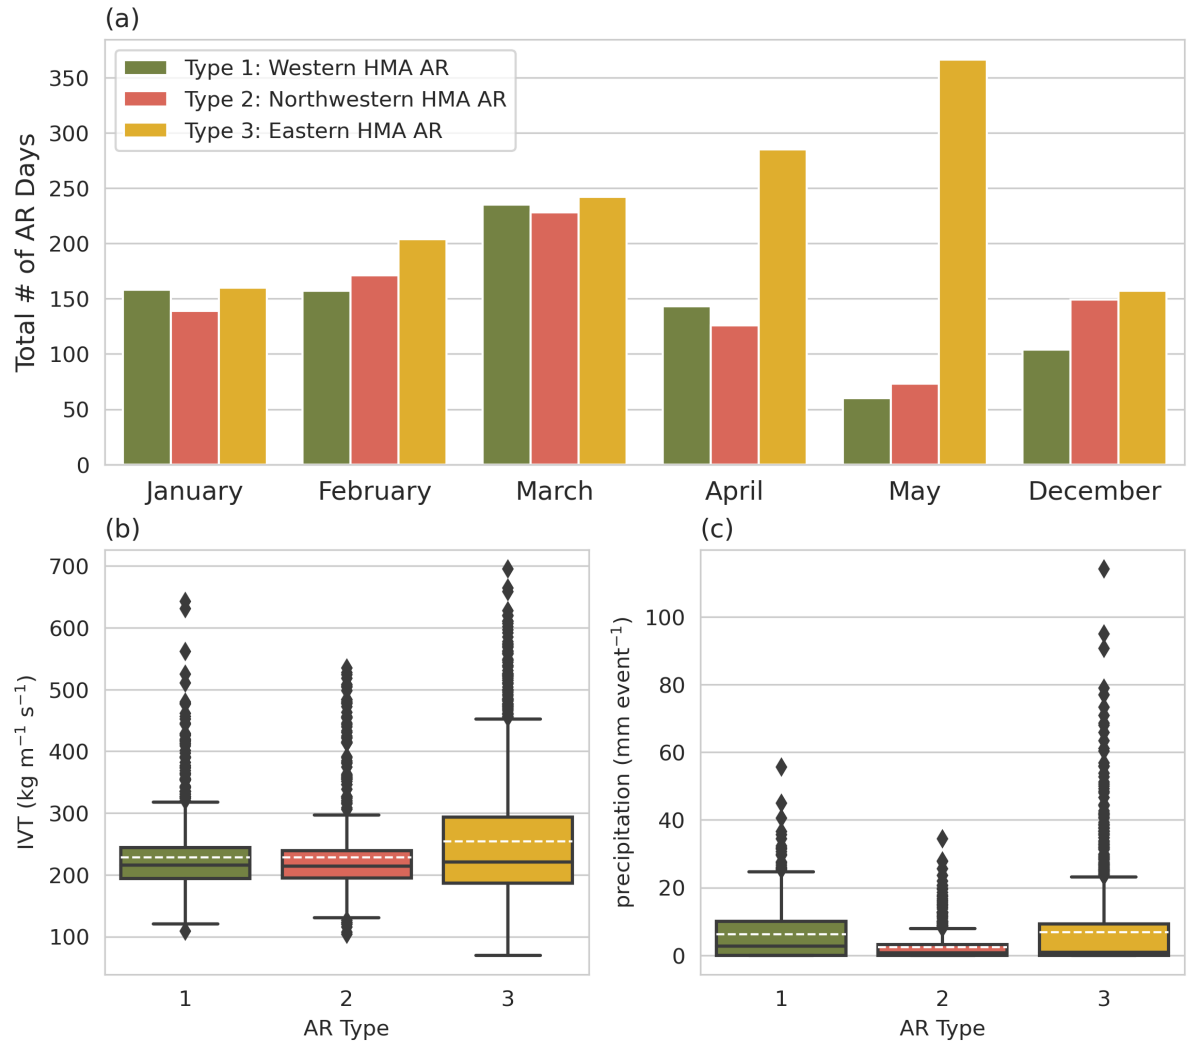 (a)
Total # of AR Days
350
300
250
200
150
100
50
0
Type 1: Western HMA AR
Type 2: Northwestern HMA AR
Type 3: Eastern HMA AR
January February March April May December
(b)
IVT (kg m⁻¹ s⁻¹)
700
600
500
400
300
200
100
1 2 3
AR Type
(c)
precipitation (mm event⁻¹)
100
80
60
40
20
0
1 2 3
AR Type